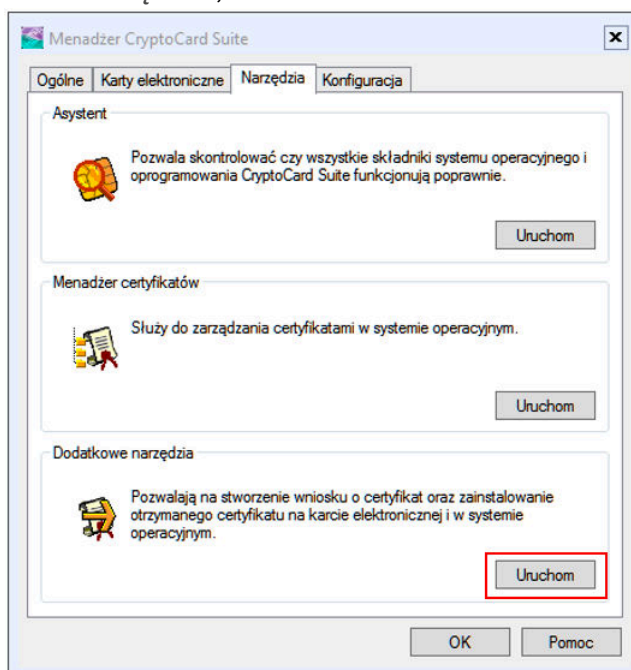 Menadżer CryptoCard Suite
Ogólne Karty elektroniczne Narzędzia Konfiguracja
Asystent
Pozwala skontrolować czy wszystkie składniki systemu operacyjnego i
oprogramowania CryptoCard Suite funkcjonują poprawnie.
Uruchom
Menadżer certyfikatów
Służy do zarządzania certyfikatami w systemie operacyjnym.
Uruchom
Dodatkowe narzędzia
Pozwalają na stworzenie wniosku o certyfikat oraz zainstalowanie
otrzymanego certyfikatu na karcie elektronicznej i w systemie
operacyjnym.
Uruchom
OK Pomoc